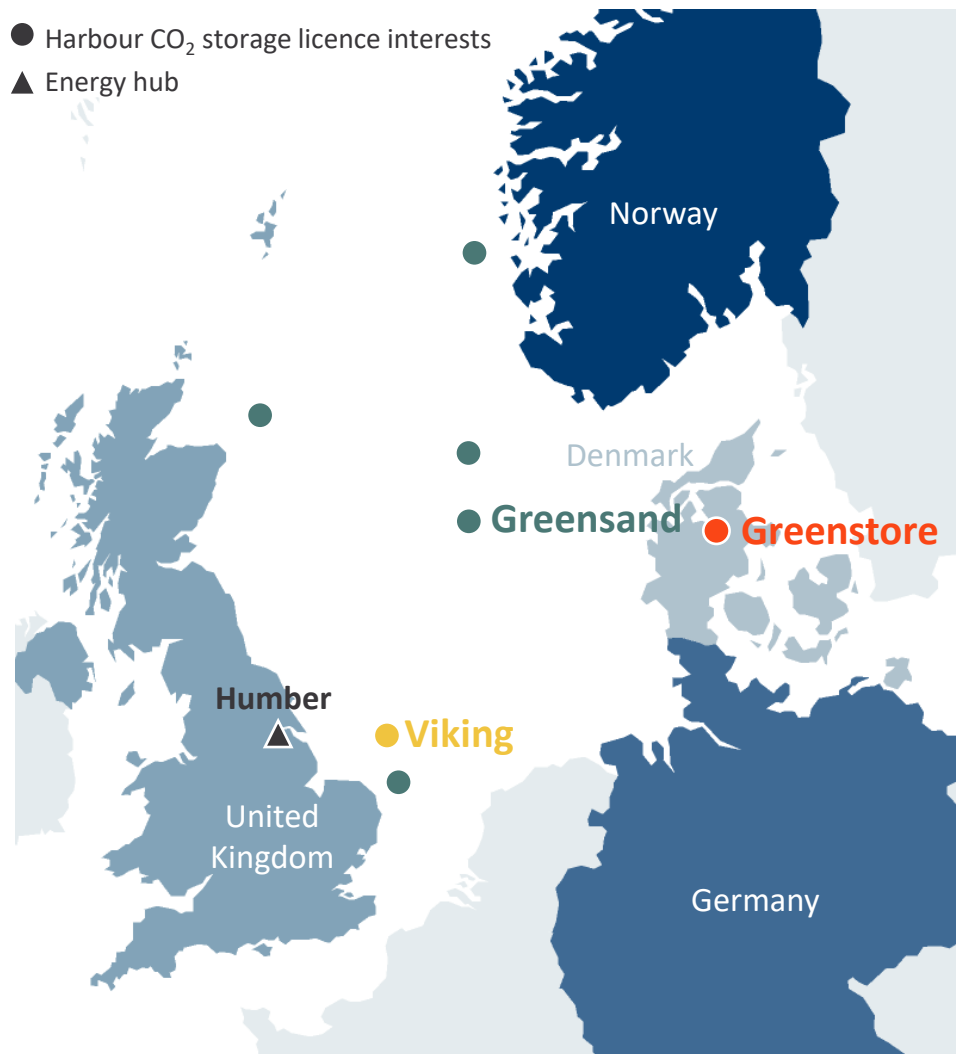 Harbour CO₂ storage licence interests
Energy hub
Norway
Denmark
Greensand
Greenstore
Humber
Viking
United
Kingdom
Germany